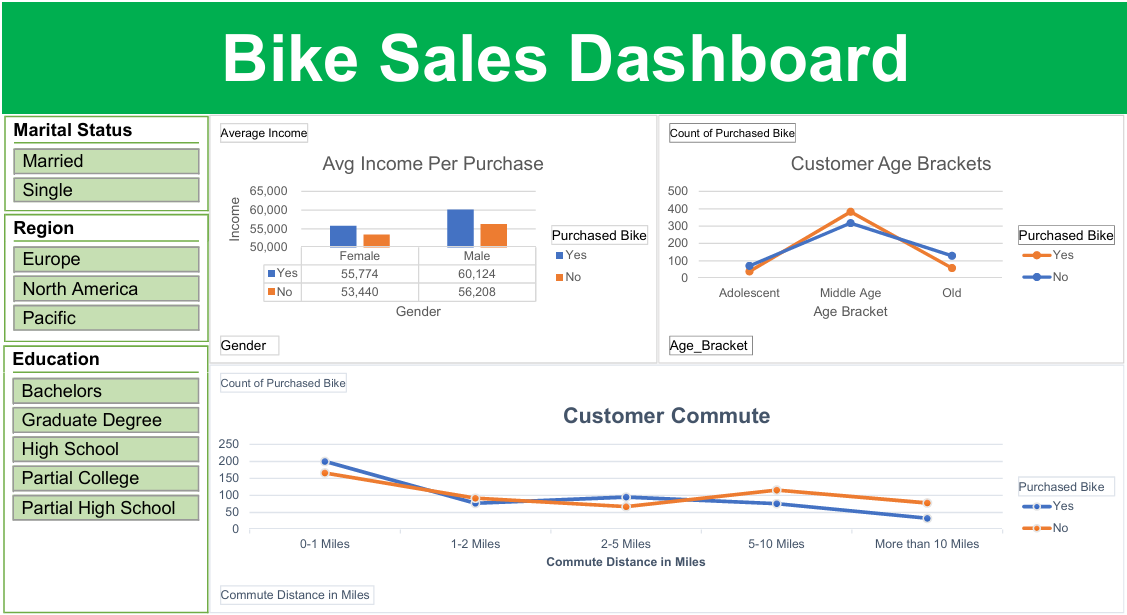 Bike Sales Dashboard
Marital Status
Married
Single
Region
Europe
North America
Pacific
Education
Bachelors
Graduate Degree
High School
Partial College
Partial High School
Average Income
Avg Income Per Purchase
Income
65,000
60,000
55,000
50,000
Female Male
Yes 55,774 60,124
No 53,440 56,208
Gender
Purchased Bike
Yes
No
Gender
Count of Purchased Bike
Customer Age Brackets
500
400
300
200
100
0
Adolescent Middle Age Old
Age Bracket
Purchased Bike
Yes
No
Age_Bracket
Count of Purchased Bike
Customer Commute
250
200
150
100
50
0
0-1 Miles 1-2 Miles 2-5 Miles 5-10 Miles More than 10 Miles
Commute Distance in Miles
Purchased Bike
Yes
No
Commute Distance in Miles